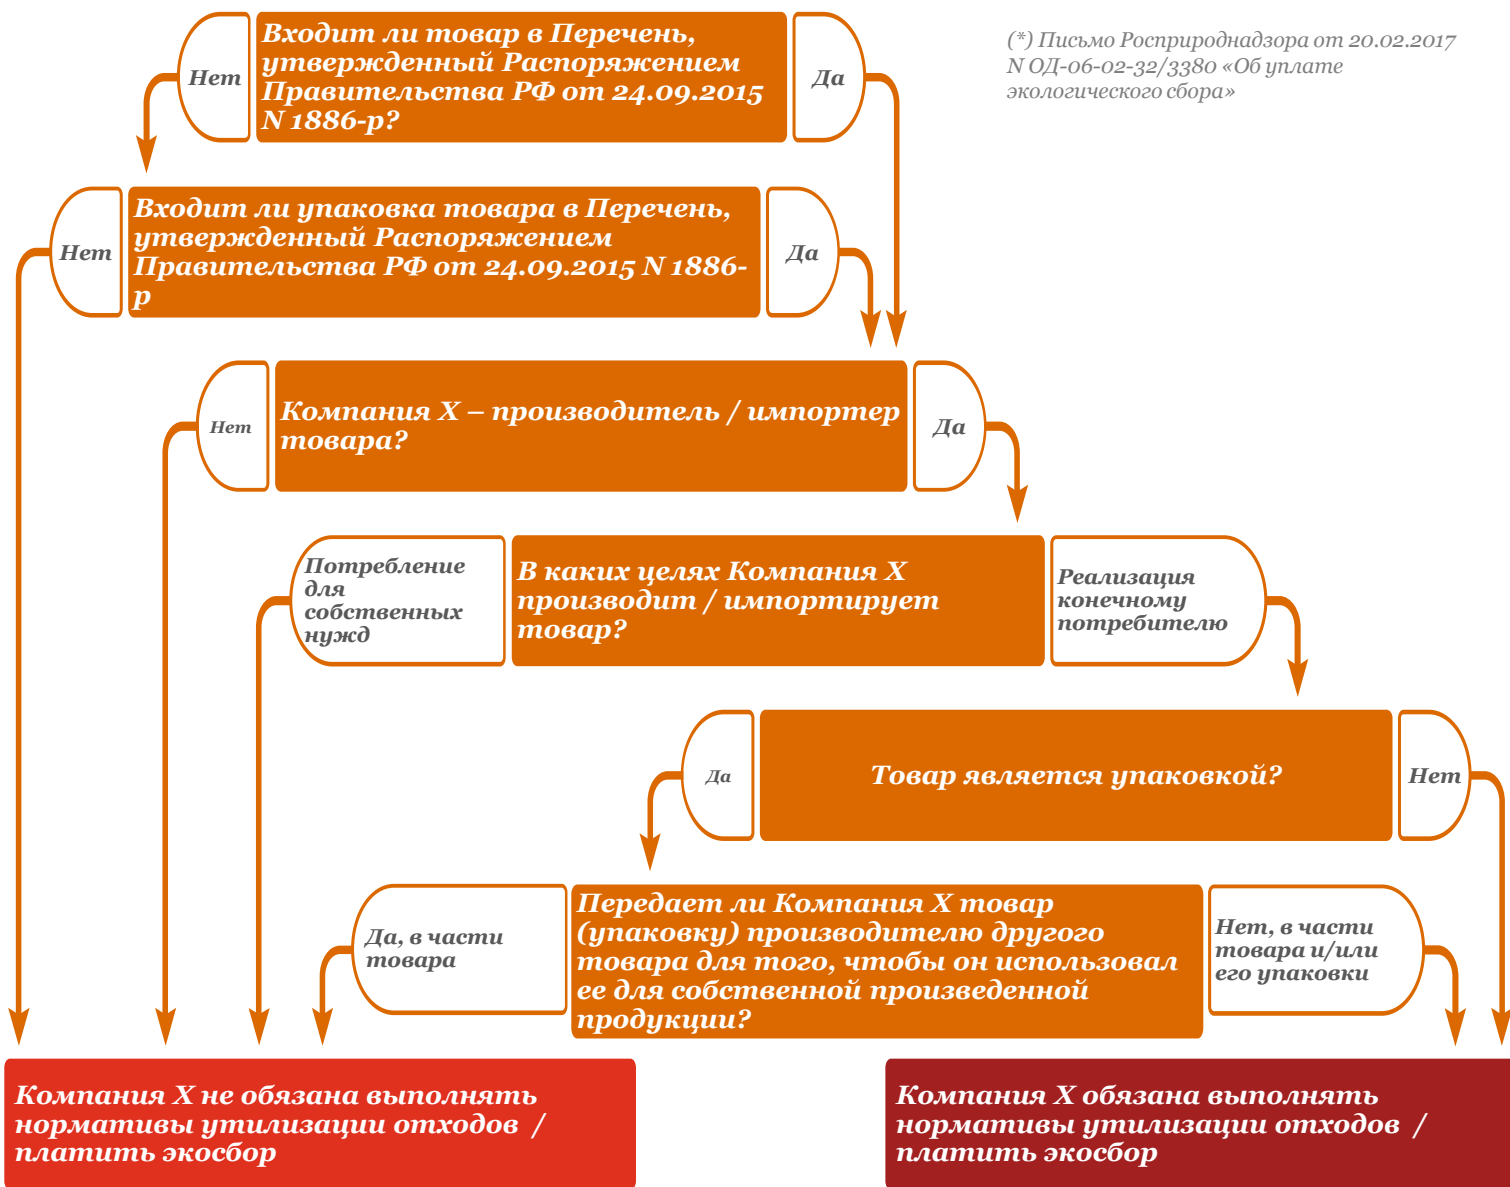 Входит ли товар в Перечень,
утвержденный Распоряжением
Правительства РФ от 24.09.2015
N 1886-р?
Нет
Да
(*) Письмо Росприроднадзора от 20.02.2017
N ОД-06-02-32/3380 «Об уплате
экологического сбора»
Входит ли упаковка товара в Перечень,
утвержденный Распоряжением
Правительства РФ от 24.09.2015 N 1886-
р
Нет
Да
Компания X – производитель / импортер
товара?
Нет
Да
Потребление
для
собственных
нужд
В каких целях Компания X
производит / импортирует
товар?
Реализация
конечному
потребителю
Да
Товар является упаковкой?
Нет
Да, в части
товара
Передает ли Компания X товар
(упаковку) производителю другого
товара для того, чтобы он использовал
ее для собственной произведенной
продукции?
Нет, в части
товара и/или
его упаковки
Компания X не обязана выполнять
нормативы утилизации отходов /
платить экосбор
Компания X обязана выполнять
нормативы утилизации отходов /
платить экосбор